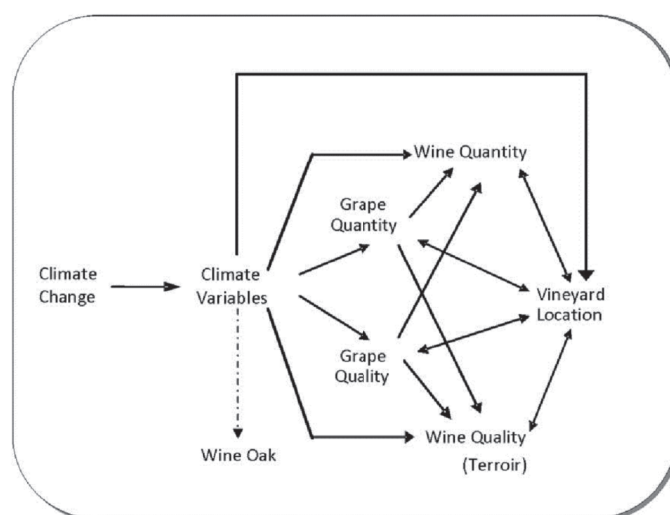 Wine Quantity
Grape
Quantity
Climate
Change
Climate
Variables
Vineyard
Location
Grape
Quality
Wine Quality
(Terroir)
Wine Oak